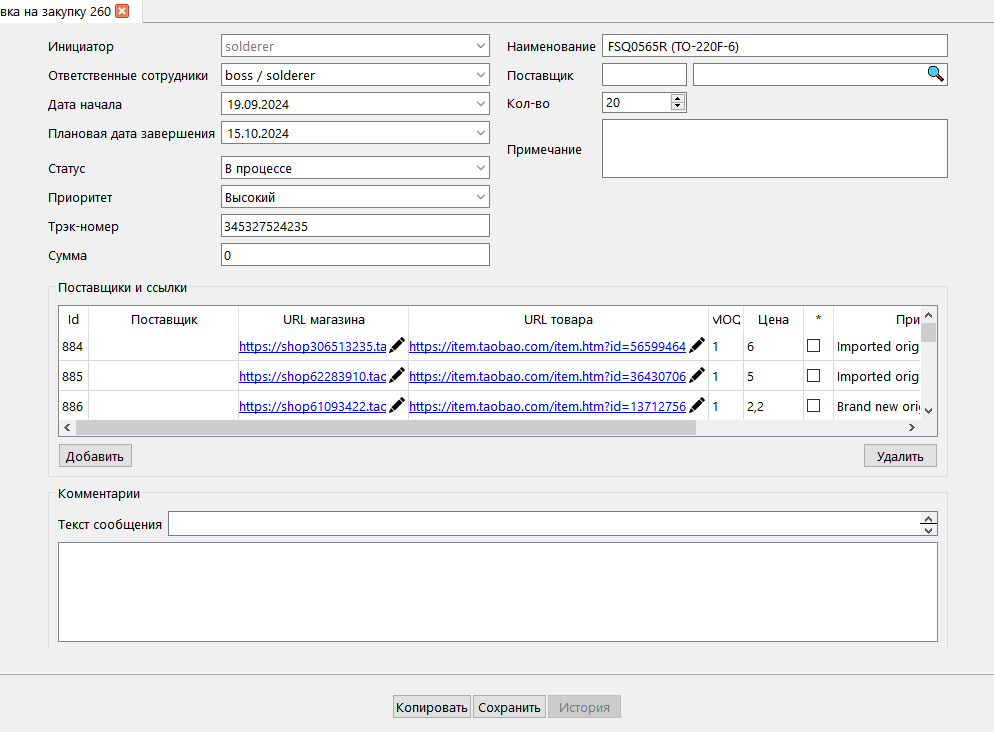 вка на закупку 260
Инициатор solderer
Ответственные сотрудники boss / solderer
Дата начала 19.09.2024
Плановая дата завершения 15.10.2024
Статус В процессе
Приоритет Высокий
Трэк-номер 345327524235
Сумма 0
Наименование FSQ0565R (TO-220F-6)
Поставщик
Кол-во 20
Примечание
Поставщики и ссылки
Id Поставщик URL магазина URL товара MOQ Цена * При
884 https://shop306513235.ta https://item.taobao.com/item.htm?id=56599464 1 6 Imported orig
885 https://shop62283910.tao https://item.taobao.com/item.htm?id=36430706 1 5 Imported orig
886 https://shop61093422.tao https://item.taobao.com/item.htm?id=13712756 1 2,2 Brand new ori
Добавить Удалить
Комментарии
Текст сообщения
Копировать Сохранить История